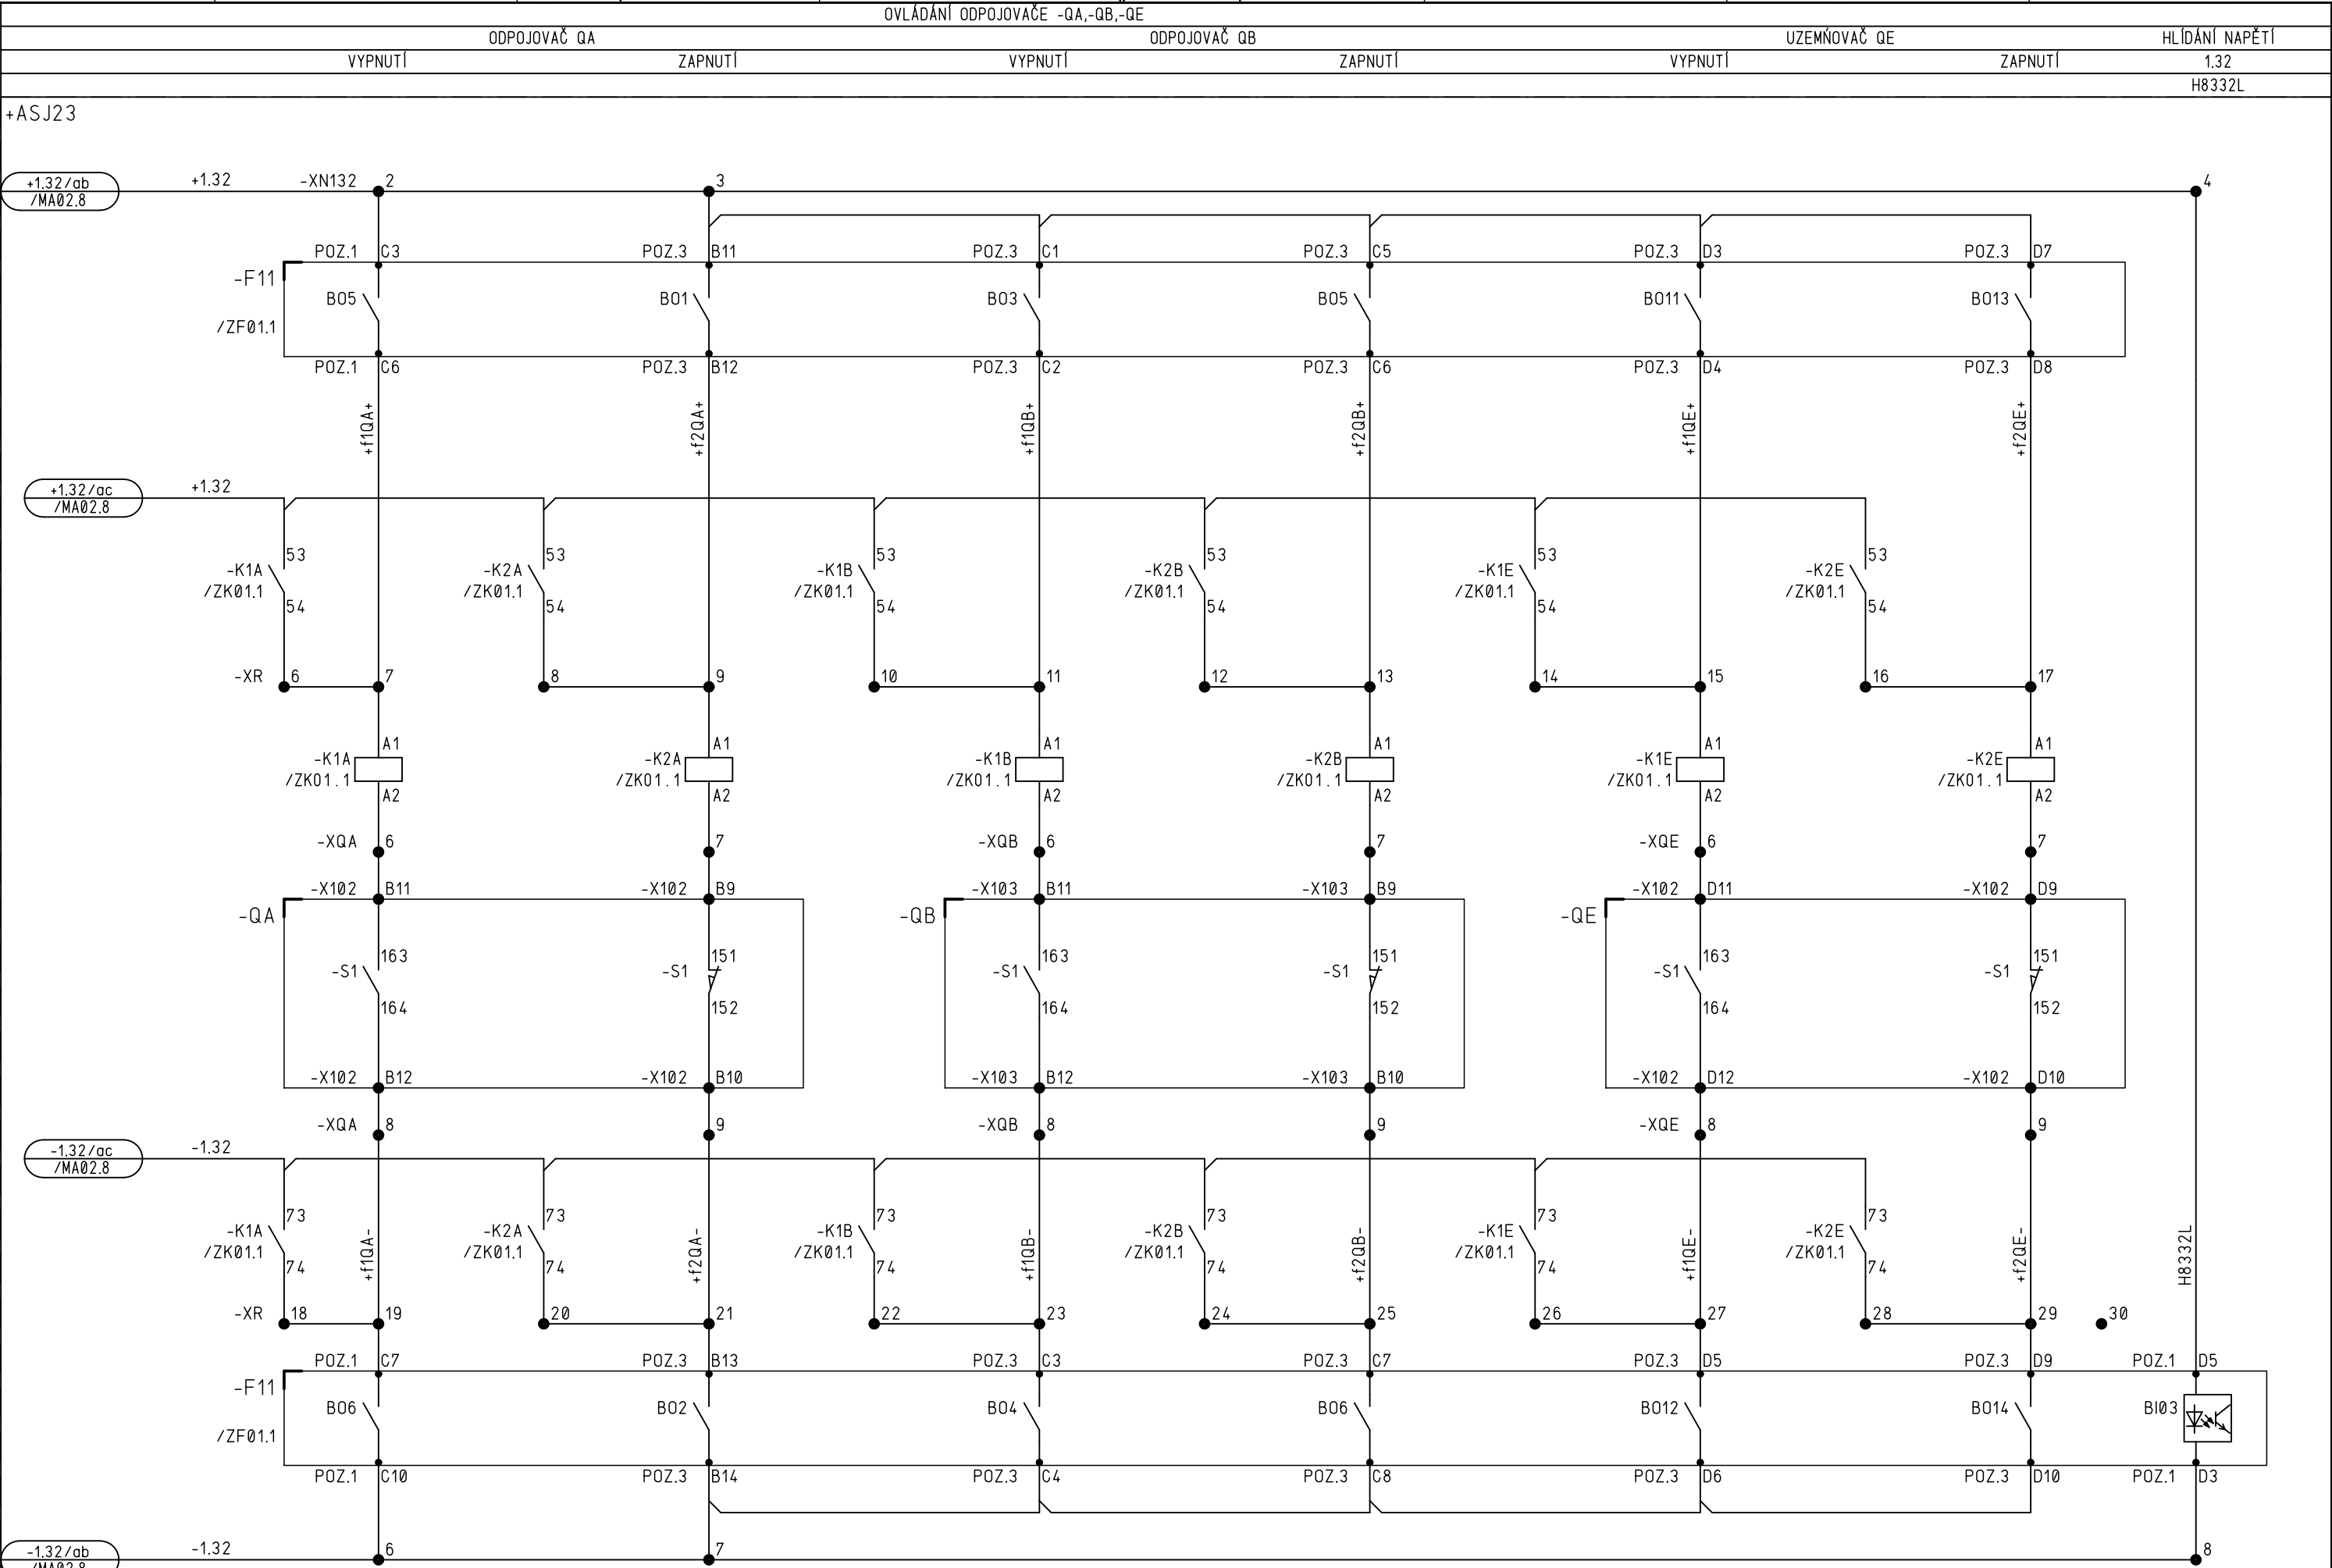 OVLÁDÁNÍ ODPOJOVAČE -QA,-QB,-QE
ODPOJOVAČ QA ODPOJOVAČ QB UZEMŇOVAČ QE HLÍDÁNÍ NAPĚTÍ
VYPNUTÍ ZAPNUTÍ VYPNUTÍ ZAPNUTÍ VYPNUTÍ ZAPNUTÍ 1.32
H8332L
+ASJ23
+1.32/ab +1.32 -XN132 2 3 4
/MA02.8
POZ.1 C3 POZ.3 B11 POZ.3 C1 POZ.3 C5 POZ.3 D3 POZ.3 D7
-F11
BO5 BO1 BO3 BO5 BO11 BO13
/ZF01.1
POZ.1 C6 POZ.3 B12 POZ.3 C2 POZ.3 C6 POZ.3 D4 POZ.3 D8
+f1QA+ +f2QA+ +f1QB+ +f2QB+ +f1QE+ +f2QE+
+1.32/ac +1.32
/MA02.8
53 53 53 53 53 53
-K1A -K2A -K1B -K2B -K1E -K2E
/ZK01.1 /ZK01.1 /ZK01.1 /ZK01.1 /ZK01.1 /ZK01.1
54 54 54 54 54 54
-XR 6 7 8 9 10 11 12 13 14 15 16 17
A1 A1 A1 A1 A1 A1
-K1A -K2A -K1B -K2B -K1E -K2E
/ZK01.1 /ZK01.1 /ZK01.1 /ZK01.1 /ZK01.1 /ZK01.1
A2 A2 A2 A2 A2 A2
-XQA 6 7 -XQB 6 7 -XQE 6 7
-X102 B11 -X102 B9 -X103 B11 -X103 B9 -X102 D11 -X102 D9
-QA -QB -QE
163 151 163 151 163 151
-S1 -S1 -S1 -S1 -S1 -S1
164 152 164 152 164 152
-X102 B12 -X102 B10 -X103 B12 -X103 B10 -X102 D12 -X102 D10
-XQA 8 9 -XQB 8 9 -XQE 8 9
-1.32/ac -1.32
/MA02.8
73 73 73 73 73 73
-K1A -K2A -K1B -K2B -K1E -K2E
/ZK01.1 /ZK01.1 /ZK01.1 /ZK01.1 /ZK01.1 /ZK01.1
74 74 74 74 74 74
+f1QA- +f2QA- +f1QB- +f2QB- +f1QE- +f2QE- H8332L
-XR 18 19 20 21 22 23 24 25 26 27 28 29 30
POZ.1 C7 POZ.3 B13 POZ.3 C3 POZ.3 C7 POZ.3 D5 POZ.3 D9 POZ.1 D5
-F11
BO6 BO2 BO4 BO6 BO12 BO14 BI03
/ZF01.1
POZ.1 C10 POZ.3 B14 POZ.3 C4 POZ.3 C8 POZ.3 D6 POZ.3 D10 POZ.1 D3
-1.32/ab -1.32 6 7 8
/MA02.8